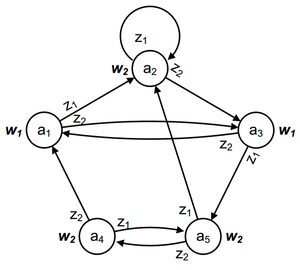 z₁
w₂ a₂
z₂
z₁
w₁ a₁ z₂ a₃ w₁
z₂
z₁
z₂ z₁ z₁
w₂ a₄ a₅ w₂
z₂